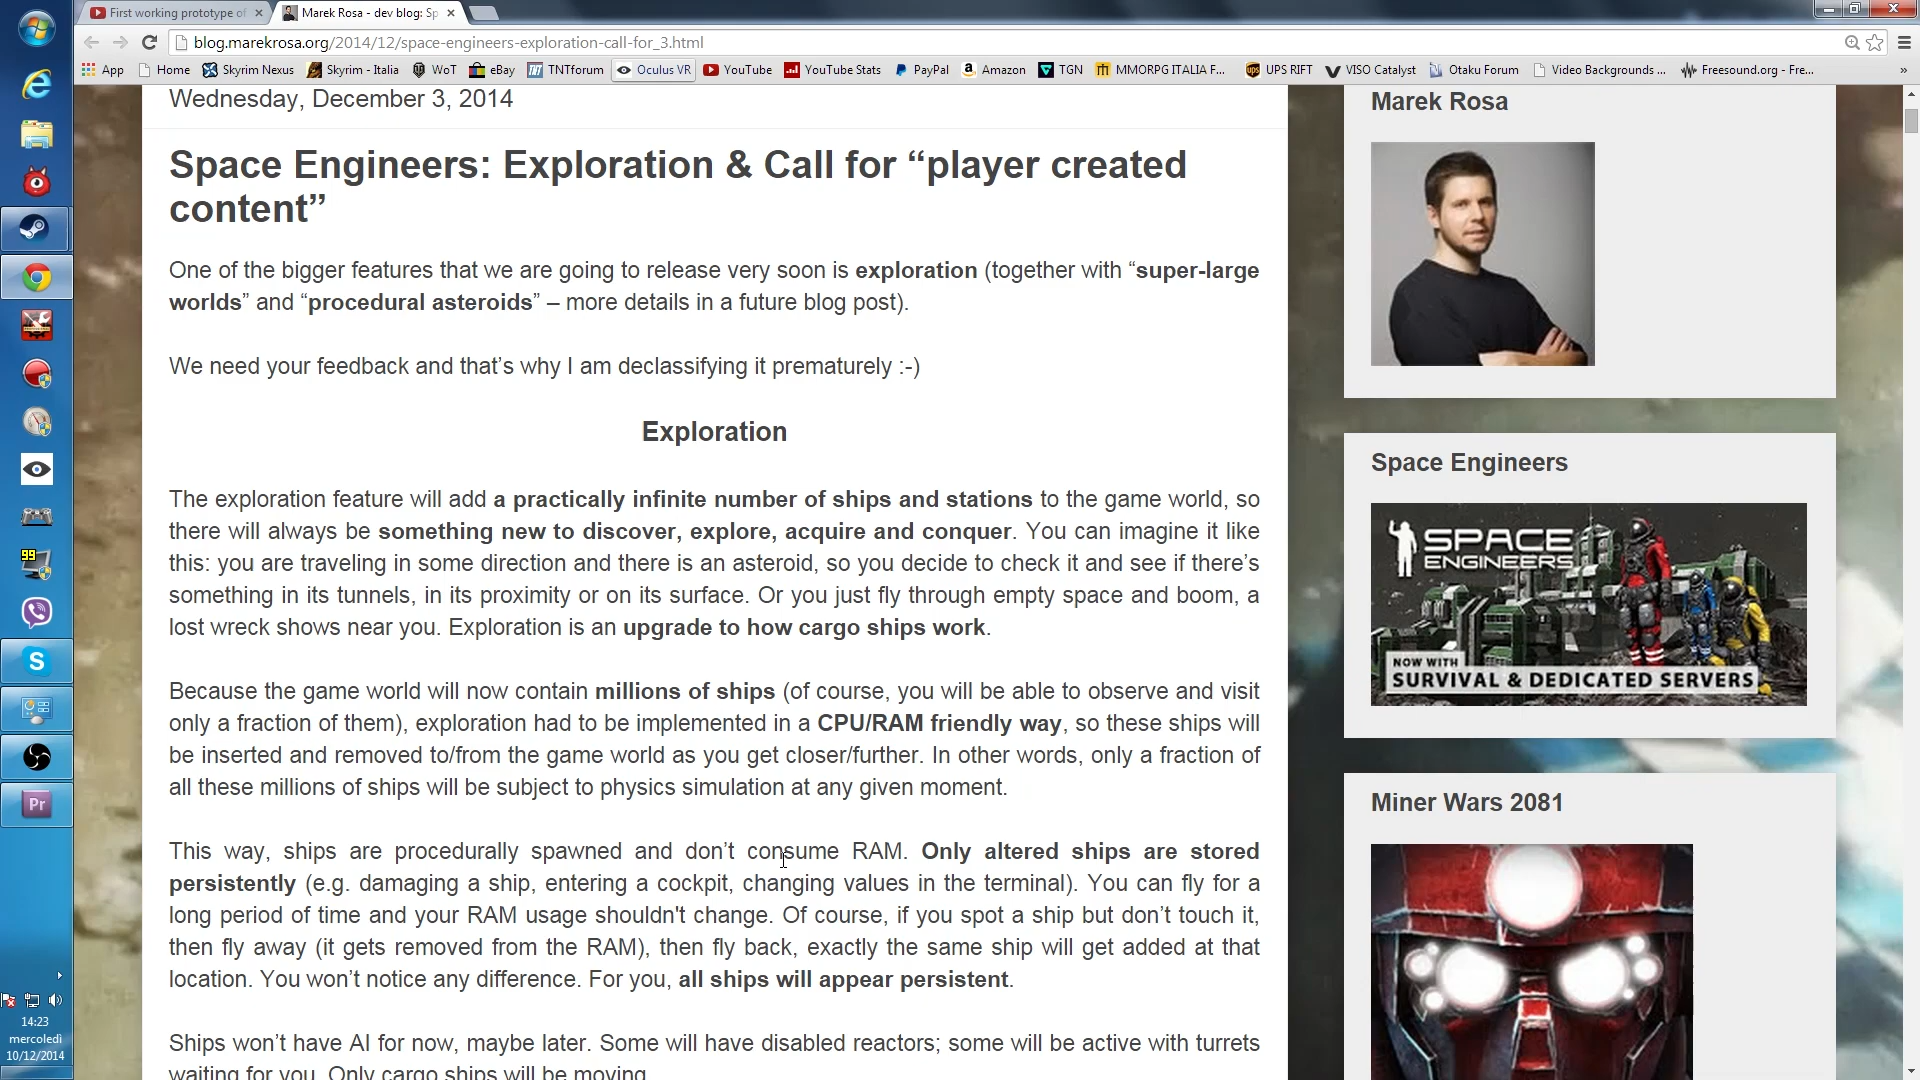 First working prototype of
Marek Rosa - dev blog: Sp
blog.marekrosa.org/2014/12/space-engineers-exploration-call-for_3.html
App Home Skyrim Nexus Skyrim - Italia WoT eBay TNTforum Oculus VR YouTube YouTube Stats PayPal Amazon TGN MMORPG ITALIA F... UPS RIFT VISO Catalyst Otaku Forum Video Backgrounds ... Freesound.org - Fre... »
Wednesday, December 3, 2014
Space Engineers: Exploration & Call for “player created
content”
One of the bigger features that we are going to release very soon is exploration (together with “super-large
worlds” and “procedural asteroids” – more details in a future blog post).
We need your feedback and that’s why I am declassifying it prematurely :-)
Exploration
The exploration feature will add a practically infinite number of ships and stations to the game world, so
there will always be something new to discover, explore, acquire and conquer. You can imagine it like
this: you are traveling in some direction and there is an asteroid, so you decide to check it and see if there’s
something in its tunnels, in its proximity or on its surface. Or you just fly through empty space and boom, a
lost wreck shows near you. Exploration is an upgrade to how cargo ships work.
Because the game world will now contain millions of ships (of course, you will be able to observe and visit
only a fraction of them), exploration had to be implemented in a CPU/RAM friendly way, so these ships will
be inserted and removed to/from the game world as you get closer/further. In other words, only a fraction of
all these millions of ships will be subject to physics simulation at any given moment.
This way, ships are procedurally spawned and don’t consume RAM. Only altered ships are stored
persistently (e.g. damaging a ship, entering a cockpit, changing values in the terminal). You can fly for a
long period of time and your RAM usage shouldn't change. Of course, if you spot a ship but don’t touch it,
then fly away (it gets removed from the RAM), then fly back, exactly the same ship will get added at that
location. You won’t notice any difference. For you, all ships will appear persistent.
Ships won’t have AI for now, maybe later. Some will have disabled reactors; some will be active with turrets
waiting for you. Only cargo ships will be moving.
Marek Rosa
Space Engineers
SPACE
ENGINEERS
NOW WITH
SURVIVAL & DEDICATED SERVERS
Miner Wars 2081
99
S
Pr
14:23
mercoledì
10/12/2014